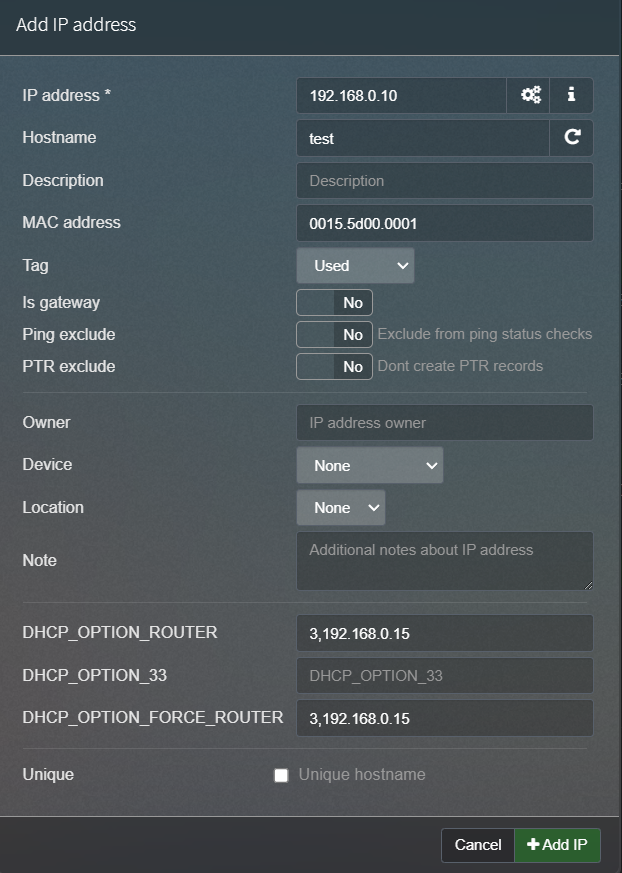 Add IP address
IP address * 192.168.0.10
Hostname test
Description Description
MAC address 0015.5d00.0001
Tag Used
Is gateway No
Ping exclude No Exclude from ping status checks
PTR exclude No Dont create PTR records
Owner IP address owner
Device None
Location None
Note Additional notes about IP address
DHCP_OPTION_ROUTER 3,192.168.0.15
DHCP_OPTION_33 DHCP_OPTION_33
DHCP_OPTION_FORCE_ROUTER 3,192.168.0.15
Unique Unique hostname
Cancel Add IP